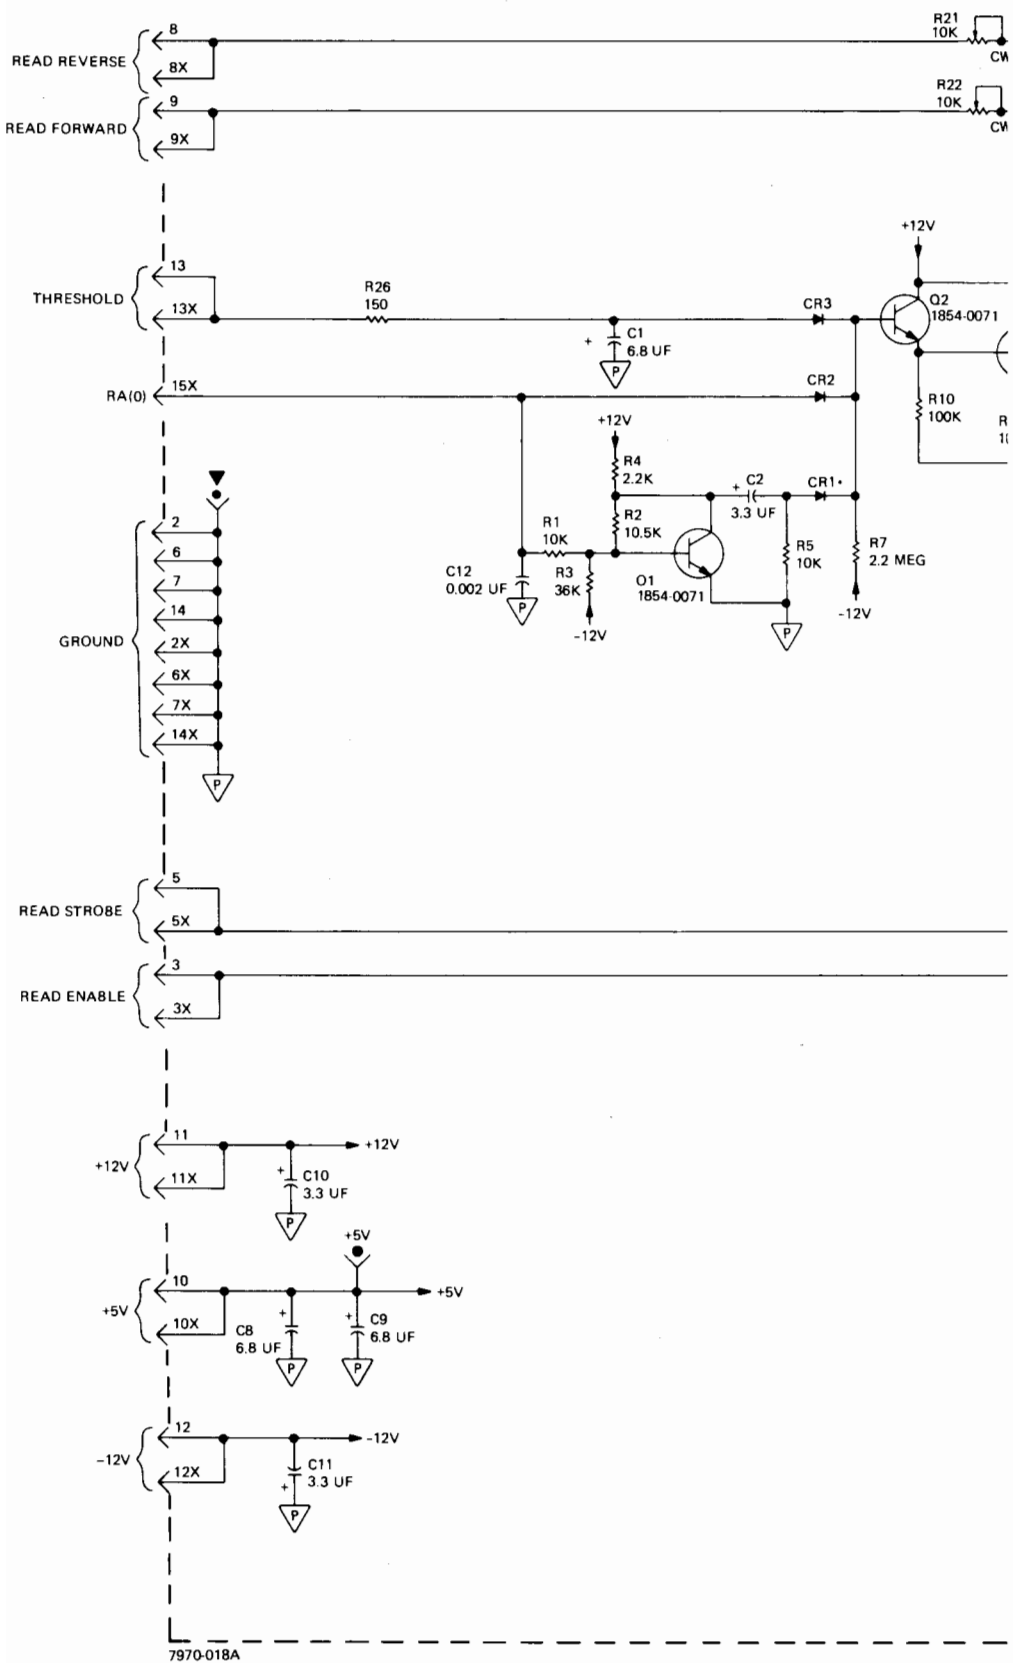 8
READ REVERSE
8X
R21
10K
CW
9
READ FORWARD
9X
R22
10K
CW
13
THRESHOLD
13X
R26
150
+ C1
6.8 UF
P
CR3
+12V
Q2
1854-0071
RA(0)
15X
CR2
R10
100K
R
+12V
R4
2.2K
R2
10.5K
+ C2
3.3 UF
CR1•
R1
10K
R3
36K
-12V
C12
0.002 UF
P
Q1
1854-0071
R5
10K
P
R7
2.2 MEG
-12V
GROUND
2
6
7
14
2X
6X
7X
14X
P
READ STROBE
5
5X
READ ENABLE
3
3X
+12V
11
11X
+12V
+ C10
3.3 UF
P
+5V
+5V
10
10X
+5V
C8 +
6.8 UF
P
+ C9
6.8 UF
P
-12V
12
12X
-12V
C11
+ 3.3 UF
P
7970-018A